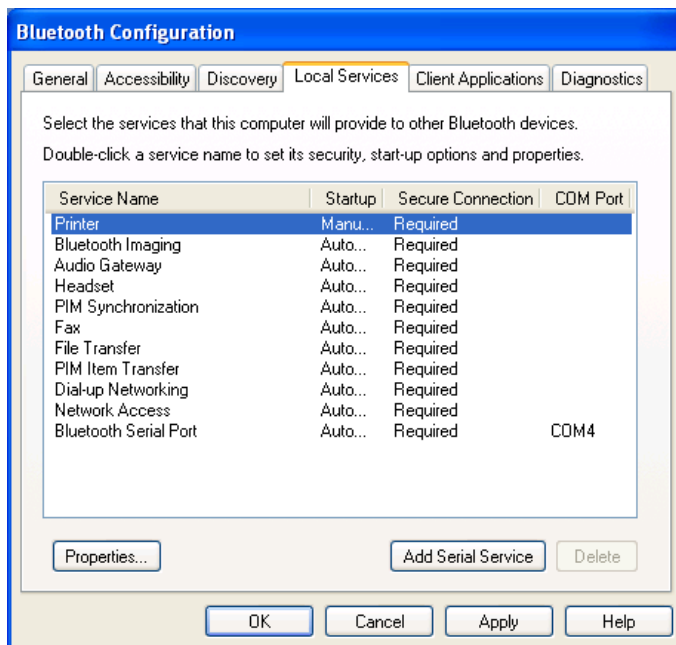 Bluetooth Configuration
General Accessibility Discovery Local Services Client Applications Diagnostics
Select the services that this computer will provide to other Bluetooth devices.
Double-click a service name to set its security, start-up options and properties.
Service Name Startup Secure Connection COM Port
Printer Manu... Required
Bluetooth Imaging Auto... Required
Audio Gateway Auto... Required
Headset Auto... Required
PIM Synchronization Auto... Required
Fax Auto... Required
File Transfer Auto... Required
PIM Item Transfer Auto... Required
Dial-up Networking Auto... Required
Network Access Auto... Required
Bluetooth Serial Port Auto... Required COM4
Properties... Add Serial Service Delete
OK Cancel Apply Help